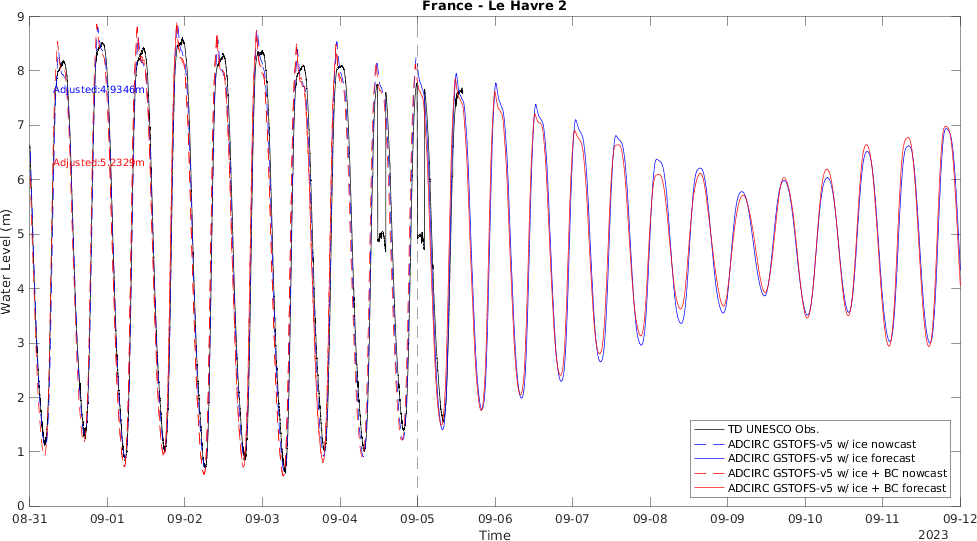 France - Le Havre 2
9
8
7
6
5
4
3
2
1
0
Water Level (m)
Adjusted:4.9346m
Adjusted:5.2329m
TD UNESCO Obs.
ADCIRC GSTOFS-v5 w/ ice nowcast
ADCIRC GSTOFS-v5 w/ ice forecast
ADCIRC GSTOFS-v5 w/ ice + BC nowcast
ADCIRC GSTOFS-v5 w/ ice + BC forecast
08-31 09-01 09-02 09-03 09-04 09-05 09-06 09-07 09-08 09-09 09-10 09-11 09-12
Time
2023